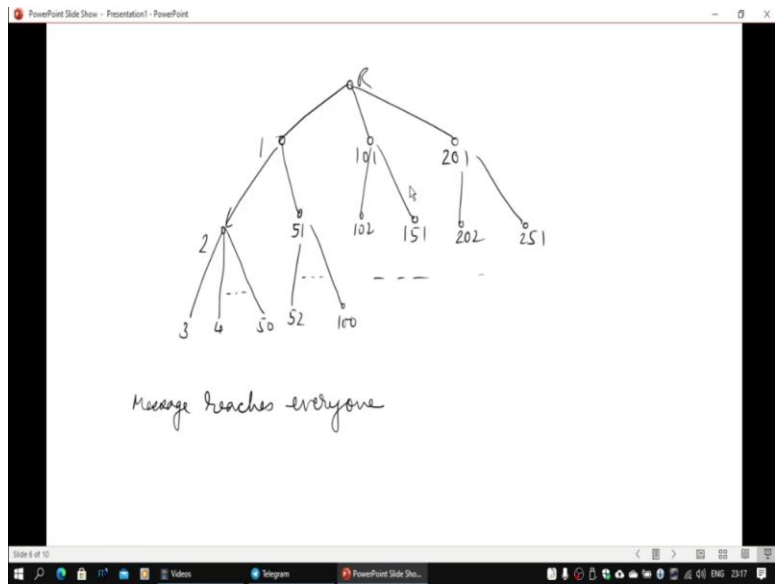 PowerPoint Slide Show - Presentation1 - PowerPoint
R
1 101 201
2 51 102 151 202 251
3 4 50 52 100
Message reaches everyone
Slide 6 of 10
Videos Telegram PowerPoint Slide Sho... ENG 23:17